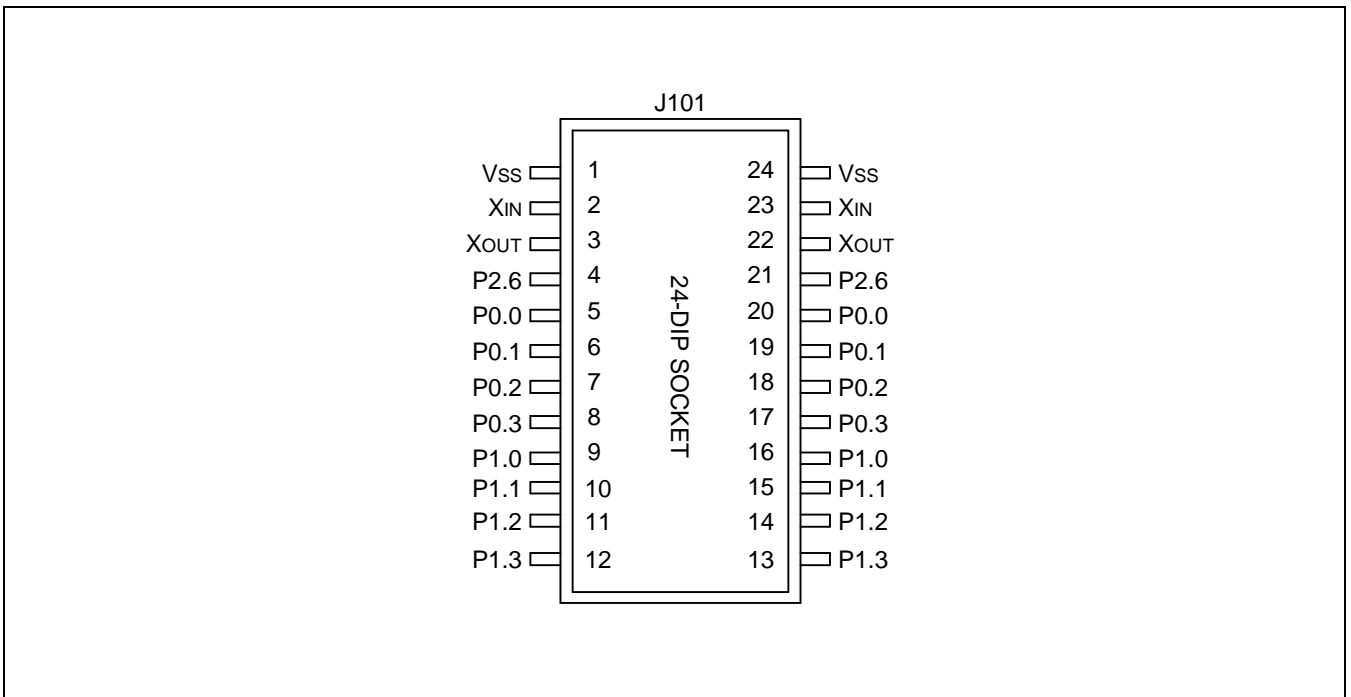 J101
Vss 1 24 Vss
XIN 2 23 XIN
XOUT 3 22 XOUT
P2.6 4 21 P2.6
P0.0 5 20 P0.0
P0.1 6 19 P0.1
P0.2 7 18 P0.2
P0.3 8 17 P0.3
P1.0 9 16 P1.0
P1.1 10 15 P1.1
P1.2 11 14 P1.2
P1.3 12 13 P1.3
24-DIP SOCKET